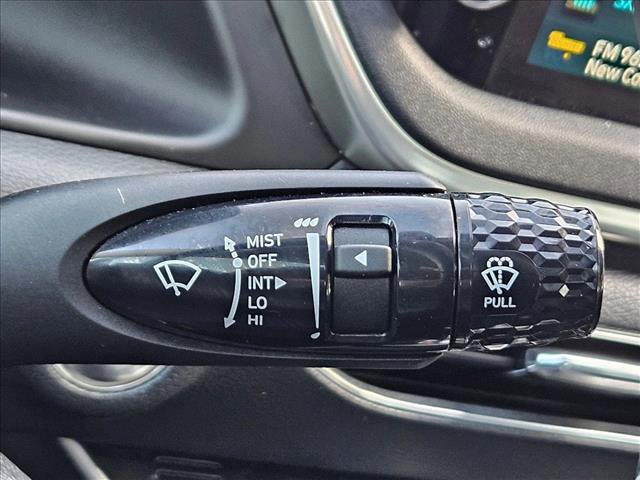 FM 96
New Co
MIST
OFF
INT
LO
HI
PULL